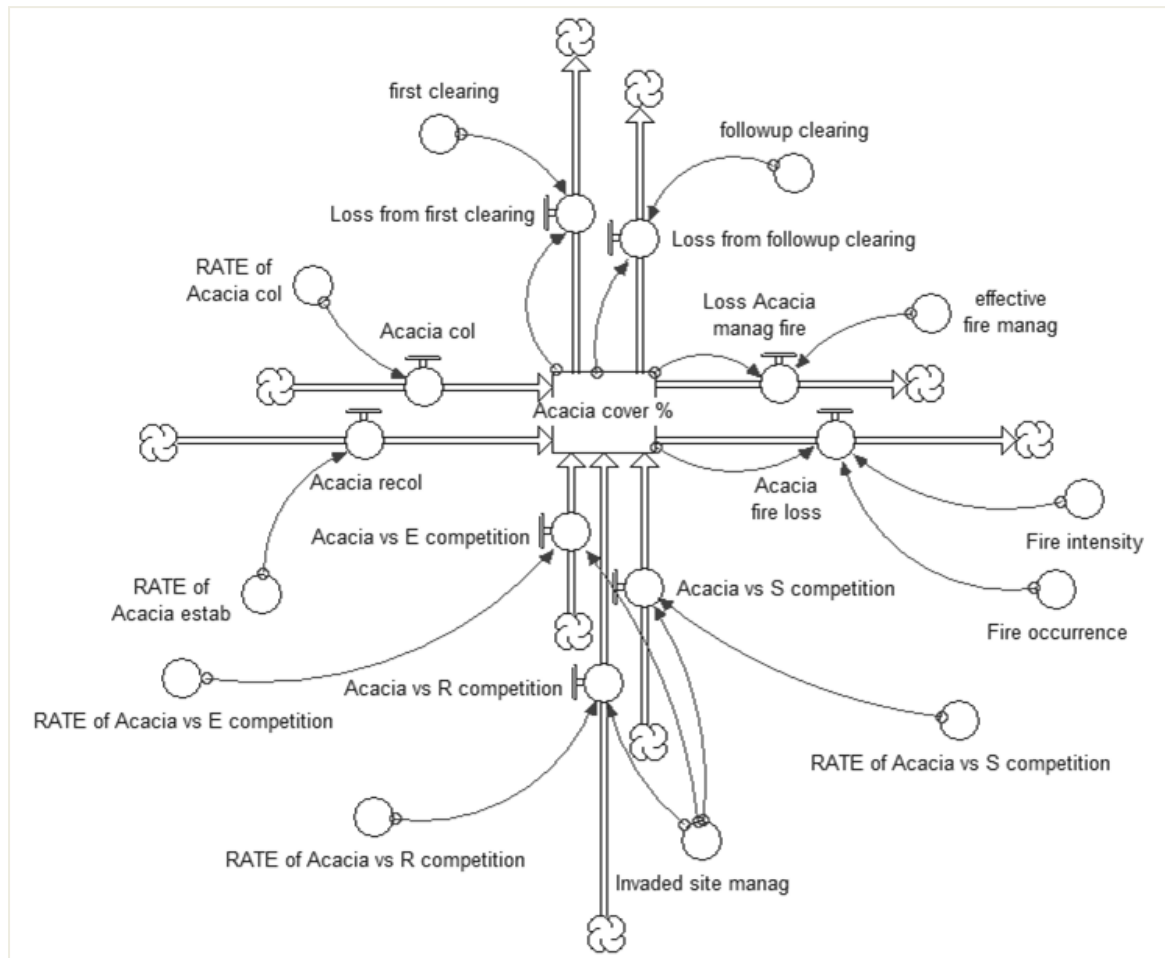 first clearing
followup clearing
Loss from first clearing
Loss from followup clearing
RATE of
Acacia col
Loss Acacia
manag fire
effective
fire manag
Acacia col
Acacia cover %
Acacia recol
Acacia
fire loss
Acacia vs E competition
Fire intensity
RATE of
Acacia estab
Acacia vs S competition
Fire occurrence
Acacia vs R competition
RATE of Acacia vs E competition
RATE of Acacia vs S competition
RATE of Acacia vs R competition
Invaded site manag